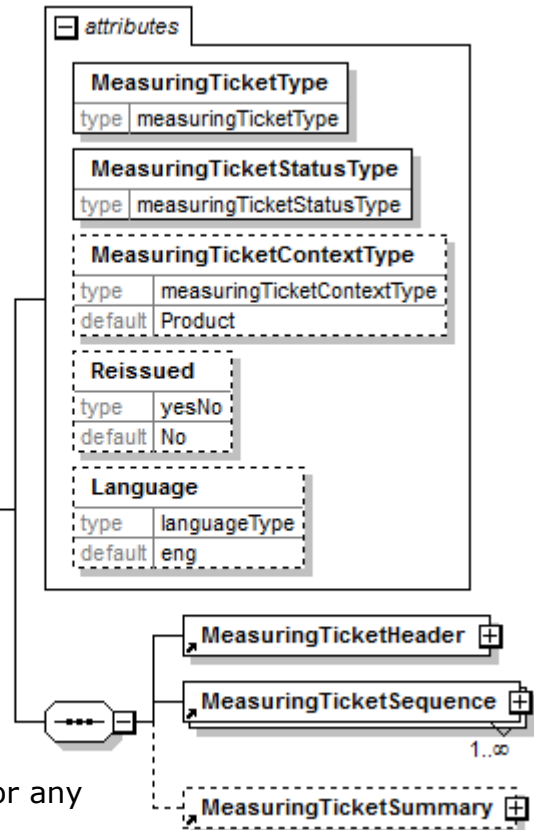 attributes
MeasuringTicketType
type measuringTicketType
MeasuringTicketStatusType
type measuringTicketStatusType
MeasuringTicketContextType
type measuringTicketContextType
default Product
Reissued
type yesNo
default No
Language
type languageType
default eng
MeasuringTicketHeader
MeasuringTicketSequence
1..∞
or any
MeasuringTicketSummary